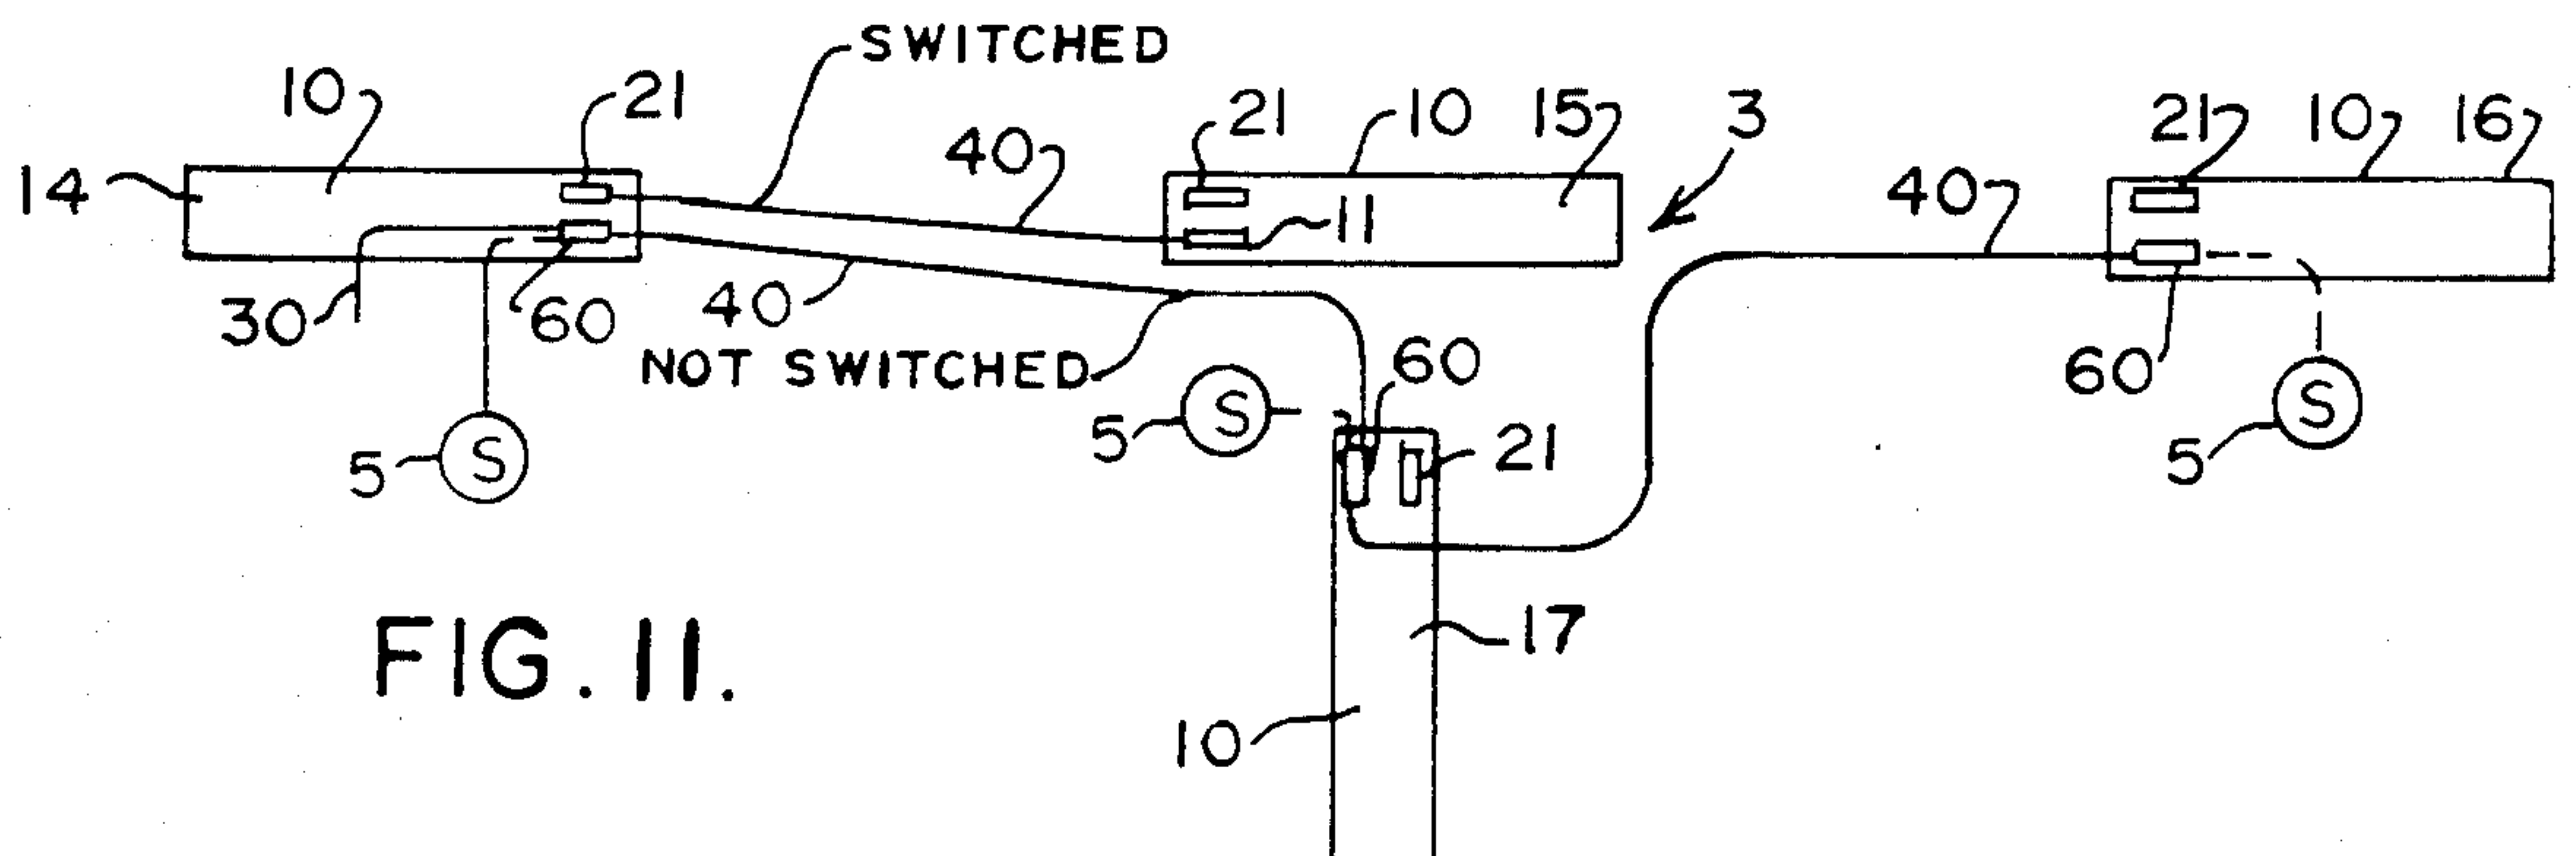 SWITCHED
10 21 21 10 15 3 21 10 16
14 40 11 40
30 60 40
NOT SWITCHED 60 60
5 S 5 S 21 5 S
FIG. 11. 17
10